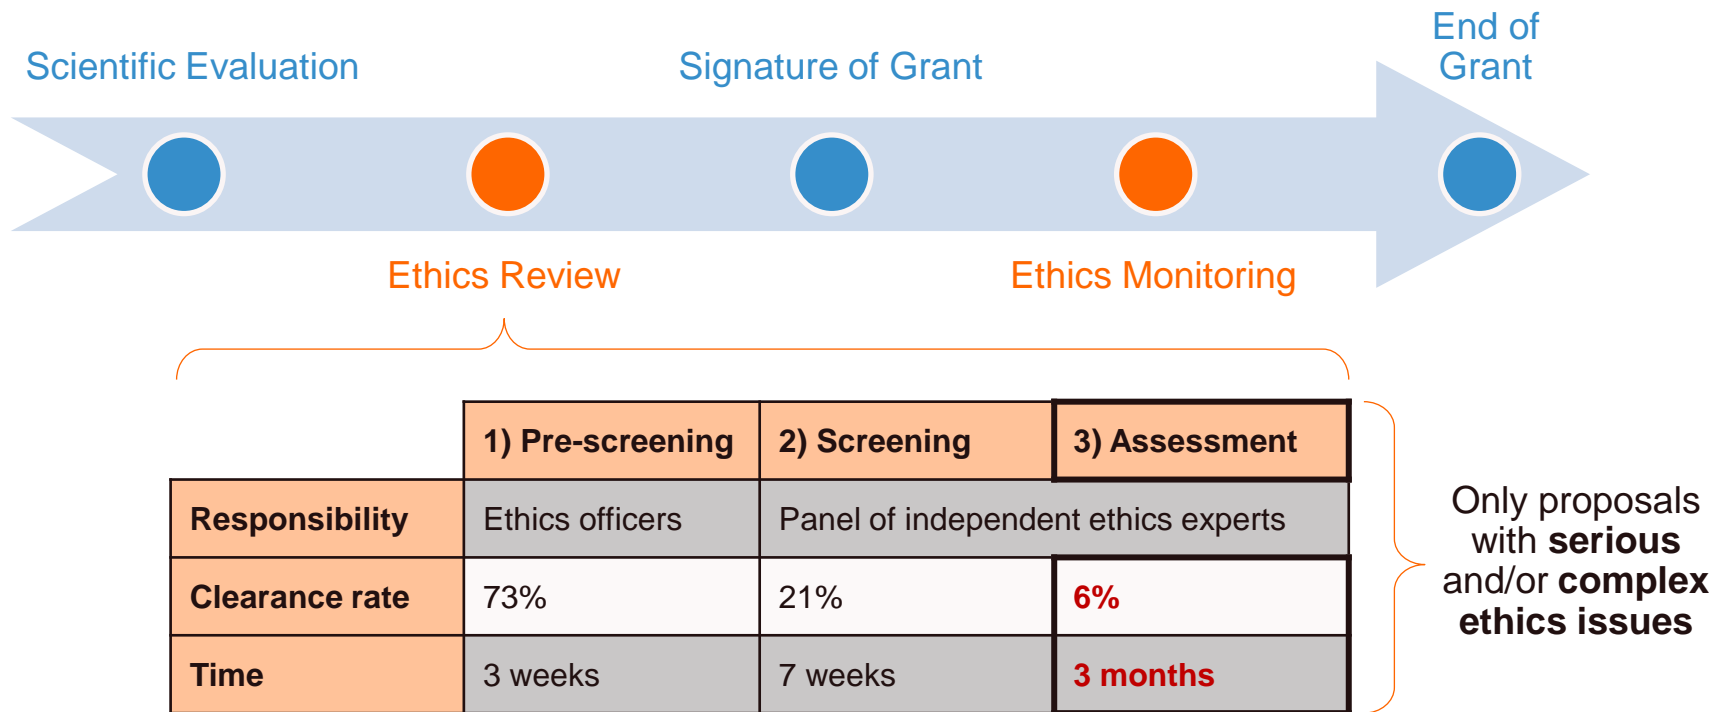 Scientific Evaluation
Signature of Grant
End of
Grant
Ethics Review
Ethics Monitoring
1) Pre-screening
2) Screening
3) Assessment
Responsibility
Ethics officers
Panel of independent ethics experts
Clearance rate
73%
21%
6%
Time
3 weeks
7 weeks
3 months
Only proposals
with serious
and/or complex
ethics issues